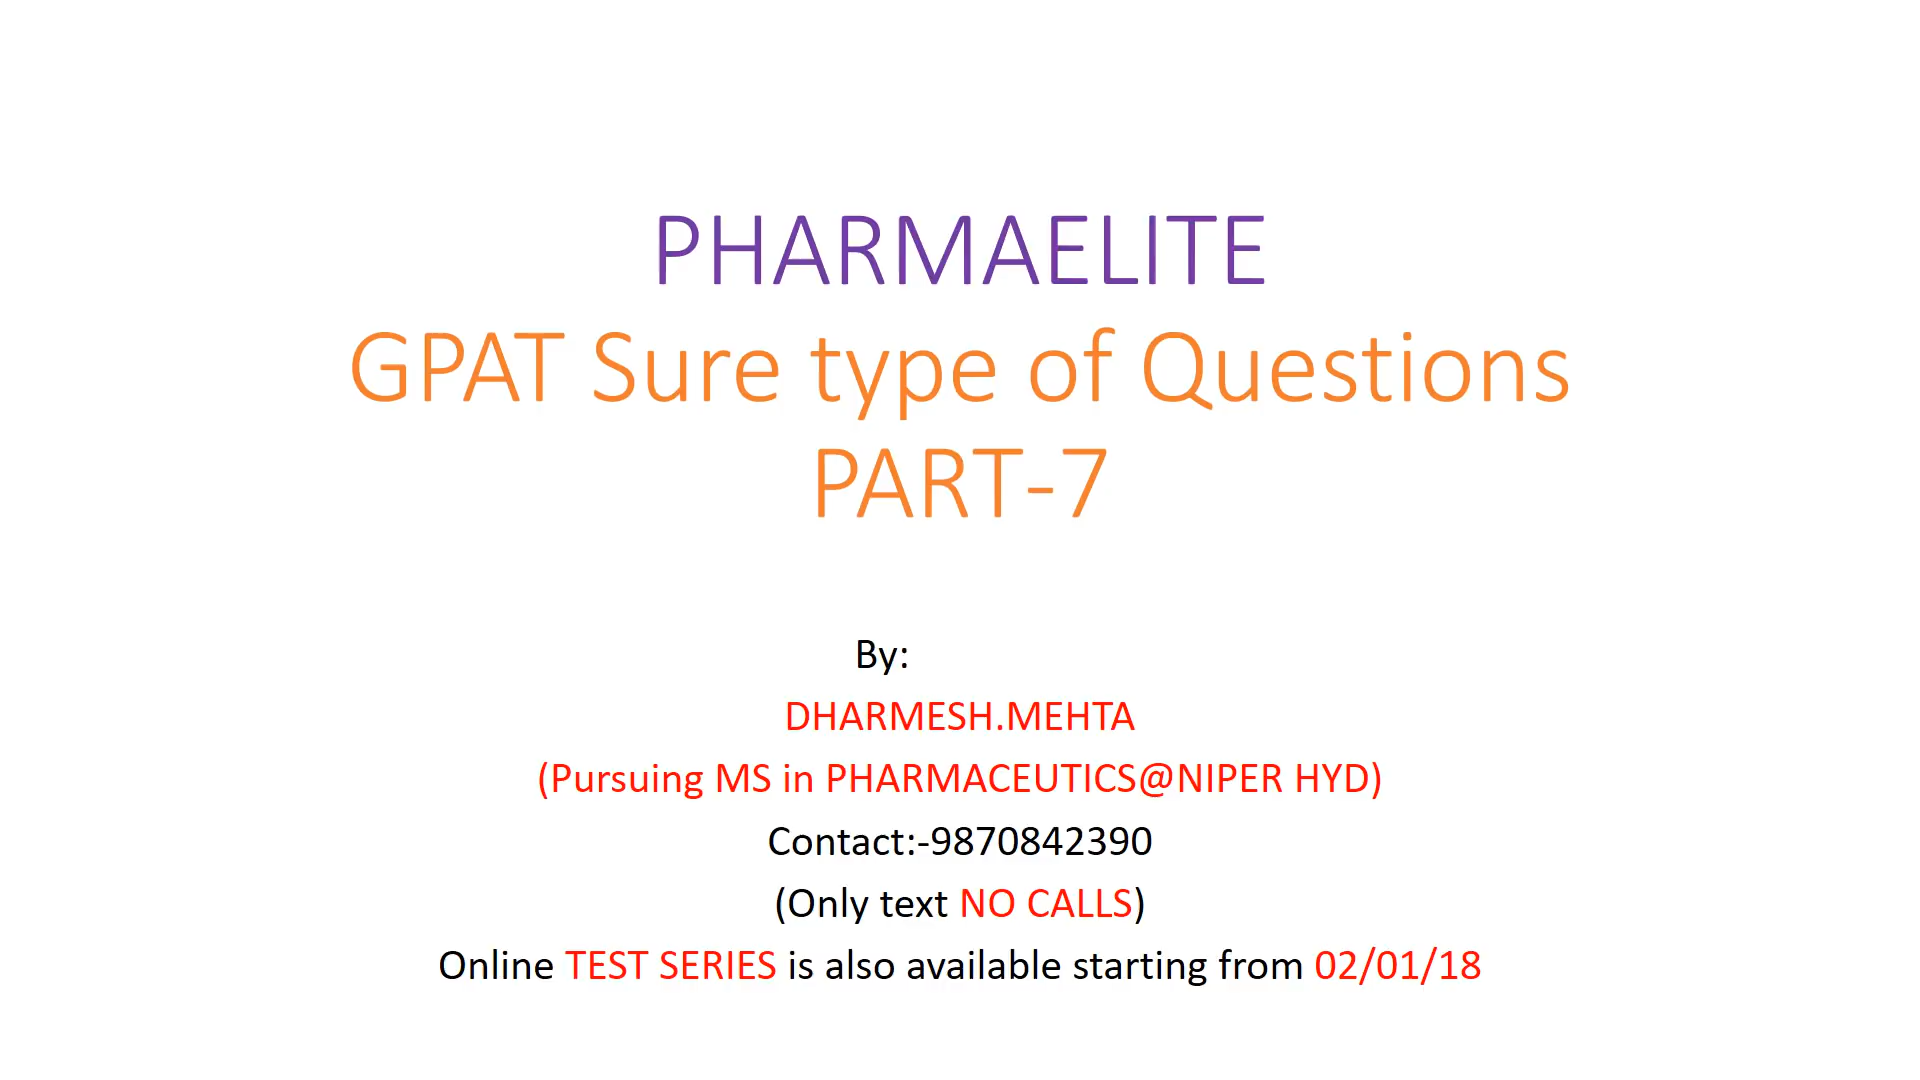 PHARMAELITE
GPAT Sure type of Questions
PART-7
By:
DHARMESH.MEHTA
(Pursuing MS in PHARMACEUTICS@NIPER HYD)
Contact:-9870842390
(Only text NO CALLS)
Online TEST SERIES is also available starting from 02/01/18